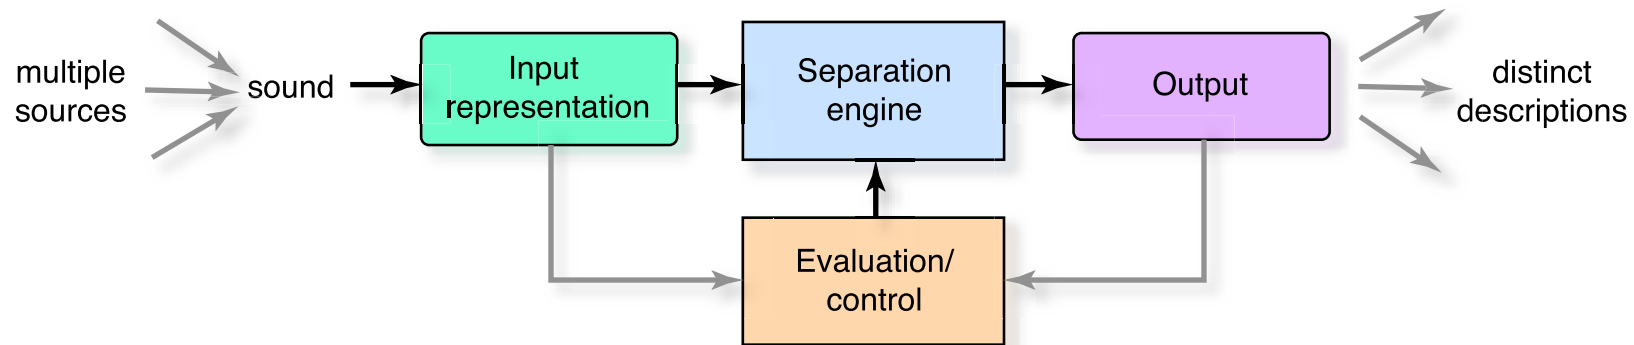 multiple
sources
sound
Input
representation
Separation
engine
Output
distinct
descriptions
Evaluation/
control